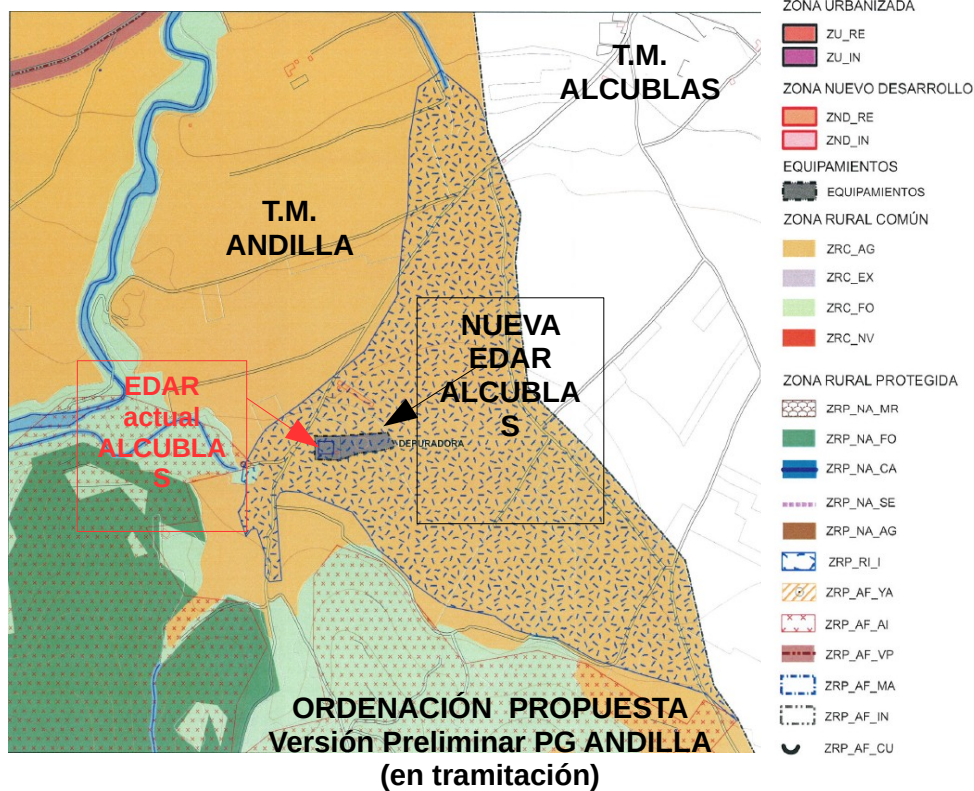 T.M.
ALCUBLAS
T.M.
ANDILLA
NUEVA
EDAR
ALCUBLA
S
EDAR
actual
ALCUBLA
S
DEPURADORA
ORDENACIÓN PROPUESTA
Versión Preliminar PG ANDILLA
(en tramitación)
ZONA URBANIZADA
ZU_RE
ZU_IN
ZONA NUEVO DESARROLLO
ZND_RE
ZND_IN
EQUIPAMIENTOS
EQUIPAMIENTOS
ZONA RURAL COMÚN
ZRC_AG
ZRC_EX
ZRC_FO
ZRC_NV
ZONA RURAL PROTEGIDA
ZRP_NA_MR
ZRP_NA_FO
ZRP_NA_CA
ZRP_NA_SE
ZRP_NA_AG
ZRP_RI_I
ZRP_AF_YA
ZRP_AF_AI
ZRP_AF_VP
ZRP_AF_MA
ZRP_AF_IN
ZRP_AF_CU